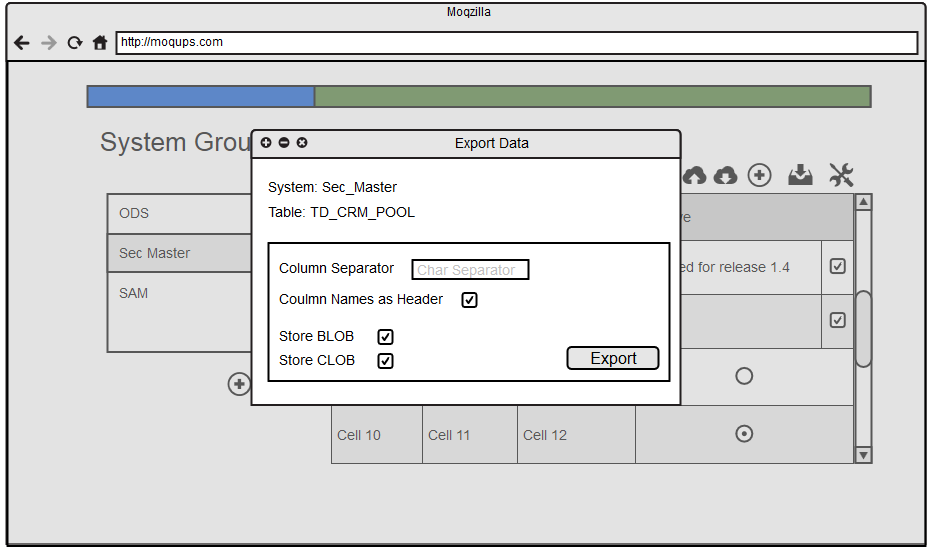 Moqzilla
http://moqups.com
System Grou
Export Data
System: Sec_Master
Table: TD_CRM_POOL
ODS
Sec Master
SAM
Column Separator
Char Separator
Coulmn Names as Header
Store BLOB
Store CLOB
Export
ve
ed for release 1.4
Cell 10
Cell 11
Cell 12